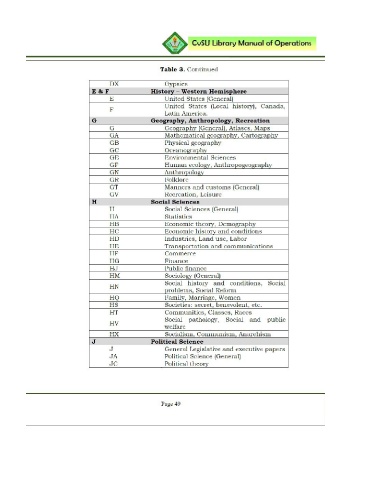 CvSU Library Manual of Operations
Table 3. Continued
DX Gypsies
E & F History – Western Hemisphere
E United States (General)
F United States (Local history), Canada,
Latin America.
G Geography, Anthropology, Recreation
G Geography (General), Atlases, Maps
GA Mathematical geography, Cartography
GB Physical geography
GC Oceanography
GE Environmental Sciences
GF Human ecology, Anthropogeography
GN Anthropology
GR Folklore
GT Manners and customs (General)
GV Recreation, Leisure
H Social Sciences
H Social Sciences (General)
HA Statistics
HB Economic theory, Demography
HC Economic history and conditions
HD Industries, Land use, Labor
HE Transportation and communications
HF Commerce
HG Finance
HJ Public finance
HM Sociology (General)
HN Social history and conditions, Social
problems, Social Reform
HQ Family, Marriage, Women
HS Societies: secret, benevolent, etc.
HT Communities, Classes, Races
HV Social pathology, Social and public
welfare
HX Socialism, Communism, Anarchism
J Political Science
J General Legislative and executive papers
JA Political Science (General)
JC Political theory
Page 49